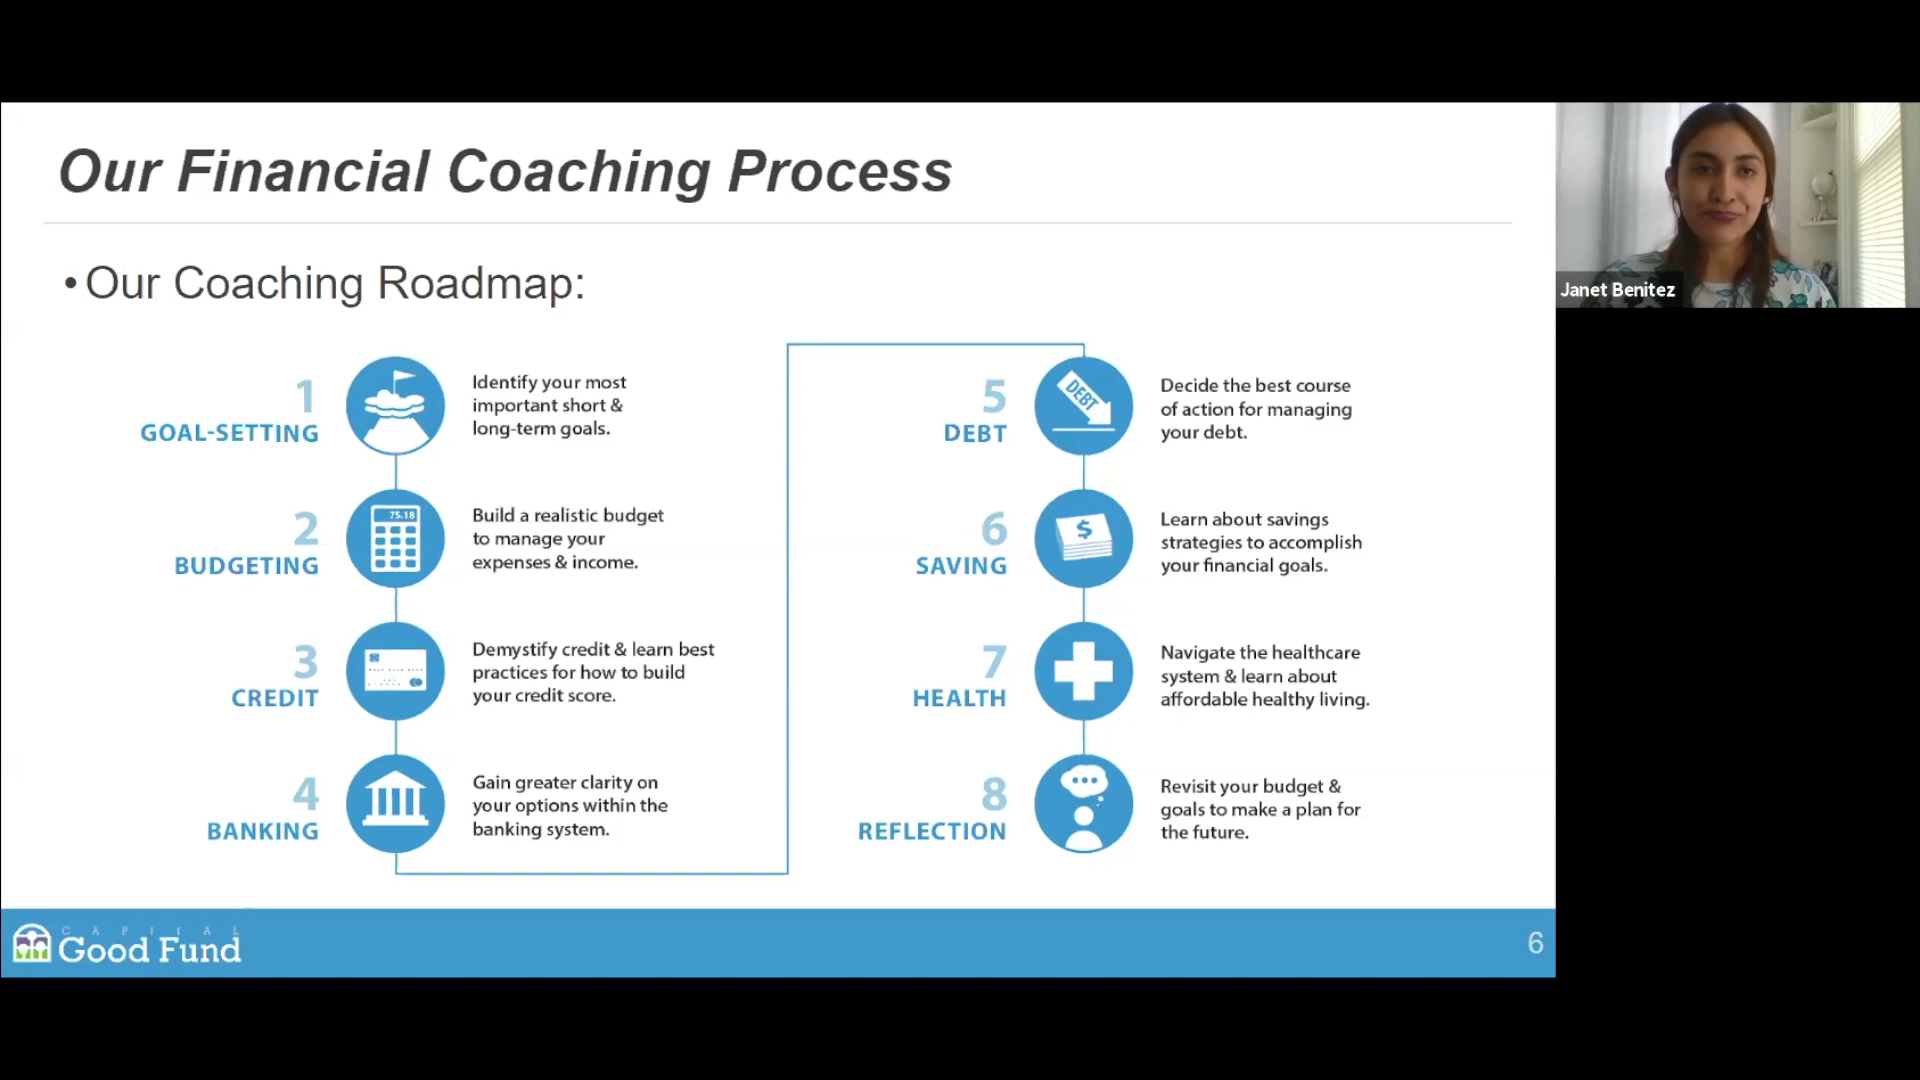 Our Financial Coaching Process
• Our Coaching Roadmap:
1
GOAL-SETTING
Identify your most
important short &
long-term goals.
2
BUDGETING
75.18
Build a realistic budget
to manage your
expenses & income.
3
CREDIT
Demystify credit & learn best
practices for how to build
your credit score.
4
BANKING
Gain greater clarity on
your options within the
banking system.
5
DEBT
DEBT
Decide the best course
of action for managing
your debt.
6
SAVING
$
Learn about savings
strategies to accomplish
your financial goals.
7
HEALTH
Navigate the healthcare
system & learn about
affordable healthy living.
8
REFLECTION
Revisit your budget &
goals to make a plan for
the future.
CAPITAL
Good Fund
6
Janet Benitez